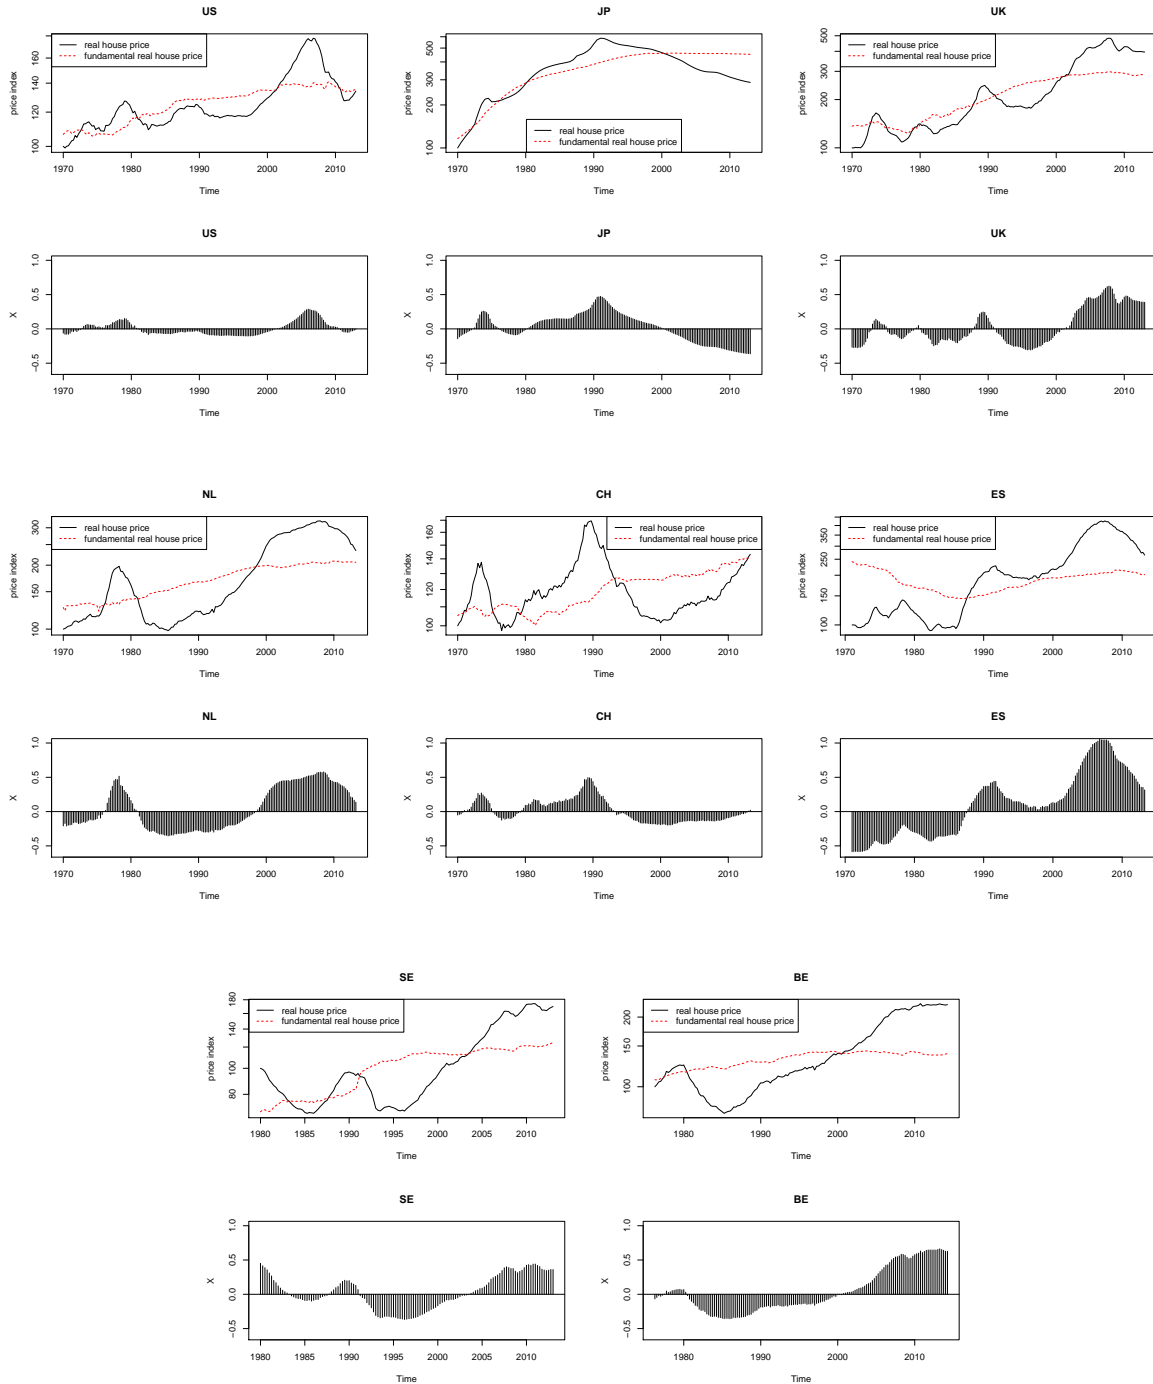 US
price index
100 120 140 160
real house price
fundamental real house price
1970 1980 1990 2000 2010
Time
JP
price index
100 200 300 500
real house price
fundamental real house price
1970 1980 1990 2000 2010
Time
UK
price index
100 200 300 500
real house price
fundamental real house price
1970 1980 1990 2000 2010
Time
US
X
−0.5 0.0 0.5 1.0
1970 1980 1990 2000 2010
Time
JP
X
−0.5 0.0 0.5 1.0
1970 1980 1990 2000 2010
Time
UK
X
−0.5 0.0 0.5 1.0
1970 1980 1990 2000 2010
Time
NL
price index
100 150 200 300
real house price
fundamental real house price
1970 1980 1990 2000 2010
Time
CH
price index
100 120 140 160
real house price
fundamental real house price
1970 1980 1990 2000 2010
Time
ES
price index
100 150 250 350
real house price
fundamental real house price
1970 1980 1990 2000 2010
Time
NL
X
−0.5 0.0 0.5 1.0
1970 1980 1990 2000 2010
Time
CH
X
−0.5 0.0 0.5 1.0
1970 1980 1990 2000 2010
Time
ES
X
−0.5 0.0 0.5 1.0
1970 1980 1990 2000 2010
Time
SE
price index
80 100 140 180
real house price
fundamental real house price
1980 1985 1990 1995 2000 2005 2010
Time
BE
price index
100 150 200
real house price
fundamental real house price
1980 1990 2000 2010
Time
SE
X
−0.5 0.0 0.5 1.0
1980 1985 1990 1995 2000 2005 2010
Time
BE
X
−0.5 0.0 0.5 1.0
1980 1990 2000 2010
Time